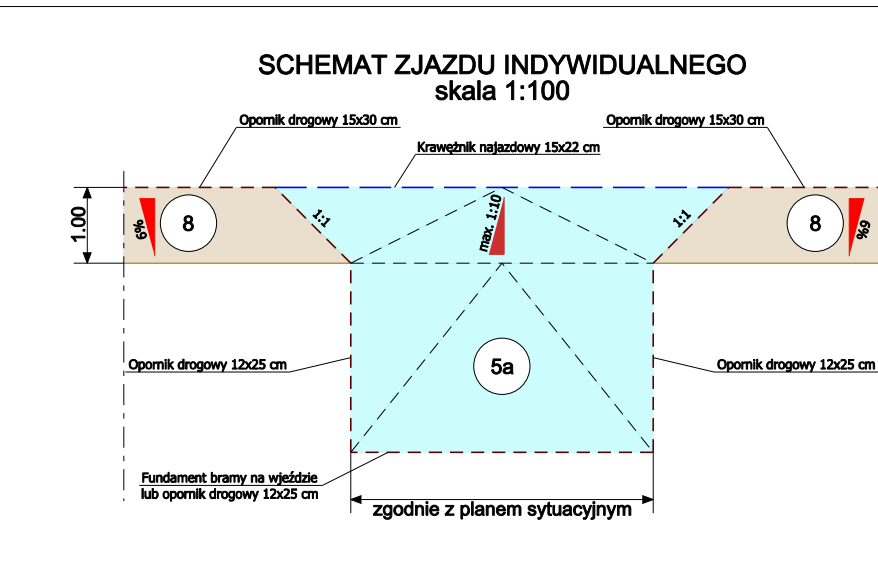 SCHEMAT ZJAZDU INDYWIDUALNEGO
skala 1:100
Opornik drogowy 15x30 cm
Opornik drogowy 15x30 cm
Krawężnik najazdowy 15x22 cm
1.00
6%
8
1:1
max. 1:10
1:1
8
6%
Opornik drogowy 12x25 cm
5a
Opornik drogowy 12x25 cm
Fundament bramy na wjeździe
lub opornik drogowy 12x25 cm
zgodnie z planem sytuacyjnym